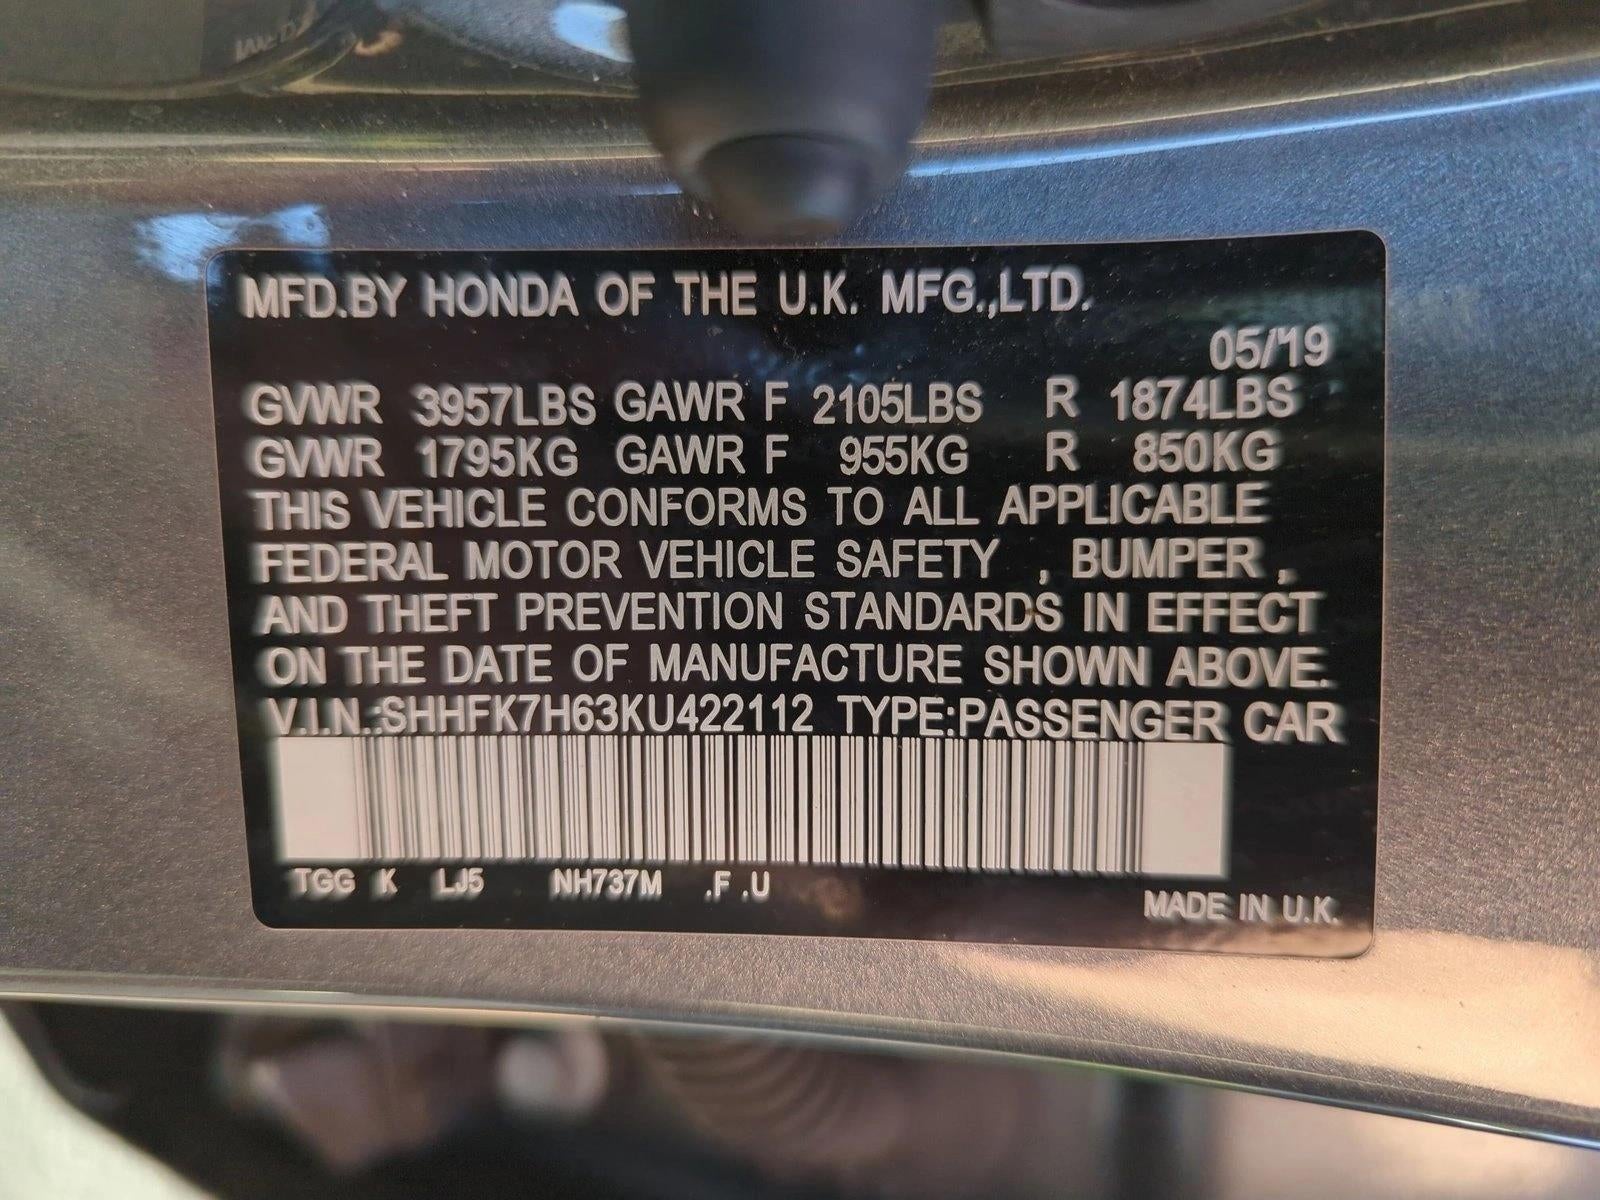 MFD.BY HONDA OF THE U.K. MFG.,LTD.
05/'19
GVWR 3957LBS GAWR F 2105LBS R 1874LBS
GVWR 1795KG GAWR F 955KG R 850KG
THIS VEHICLE CONFORMS TO ALL APPLICABLE
FEDERAL MOTOR VEHICLE SAFETY , BUMPER ,
AND THEFT PREVENTION STANDARDS IN EFFECT
ON THE DATE OF MANUFACTURE SHOWN ABOVE.
V.I.N.:SHHFK7H63KU422112 TYPE:PASSENGER CAR
TGG K LJ5 NH737M .F .U
MADE IN U.K.